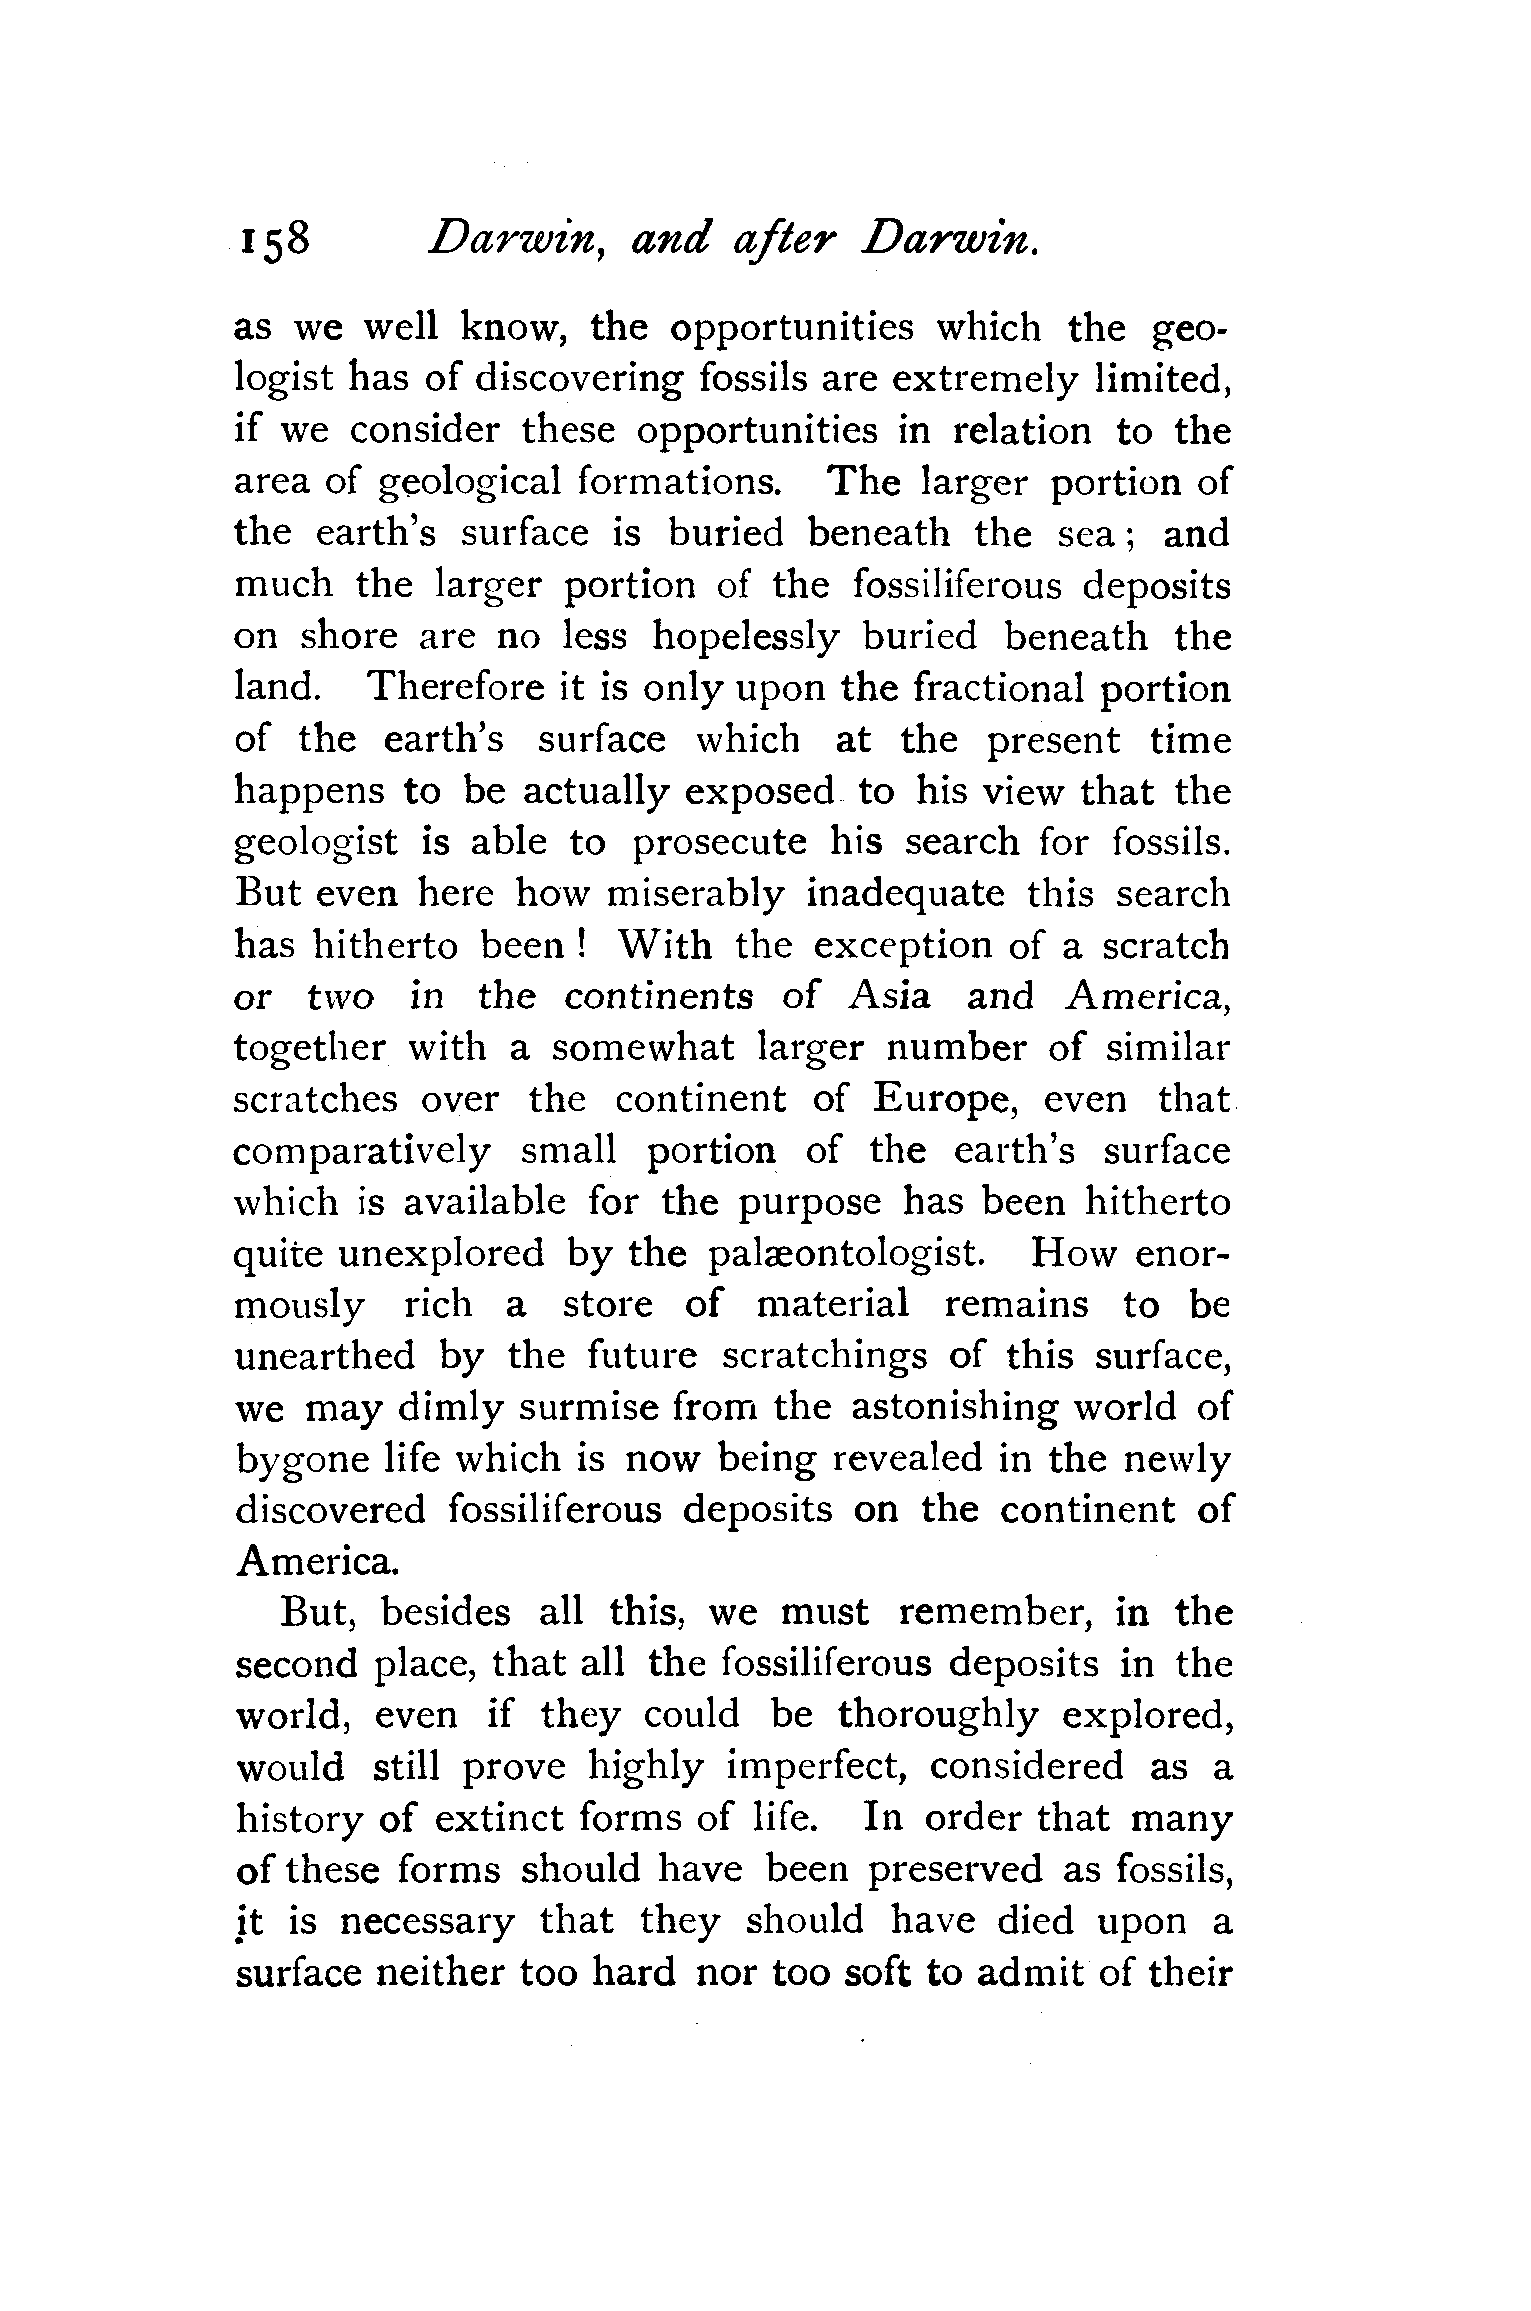 158 Darwin, and after Darwin.
as we well know, the opportunities which the geo-
logist has of discovering fossils are extremely limited,
if we consider these opportunities in relation to the
area of geological formations. The larger portion of
the earth's surface is buried beneath the sea; and
much the larger portion of the fossiliferous deposits
on shore are no less hopelessly buried beneath the
land. Therefore it is only upon the fractional portion
of the earth's surface which at the present time
happens to be actually exposed to his view that the
geologist is able to prosecute his search for fossils.
But even here how miserably inadequate this search
has hitherto been! With the exception of a scratch
or two in the continents of Asia and America,
together with a somewhat larger number of similar
scratches over the continent of Europe, even that
comparatively small portion of the earth's surface
which is available for the purpose has been hitherto
quite unexplored by the palæontologist. How enor-
mously rich a store of material remains to be
unearthed by the future scratchings of this surface,
we may dimly surmise from the astonishing world of
bygone life which is now being revealed in the newly
discovered fossiliferous deposits on the continent of
America.
But, besides all this, we must remember, in the
second place, that all the fossiliferous deposits in the
world, even if they could be thoroughly explored,
would still prove highly imperfect, considered as a
history of extinct forms of life. In order that many
of these forms should have been preserved as fossils,
it is necessary that they should have died upon a
surface neither too hard nor too soft to admit of their